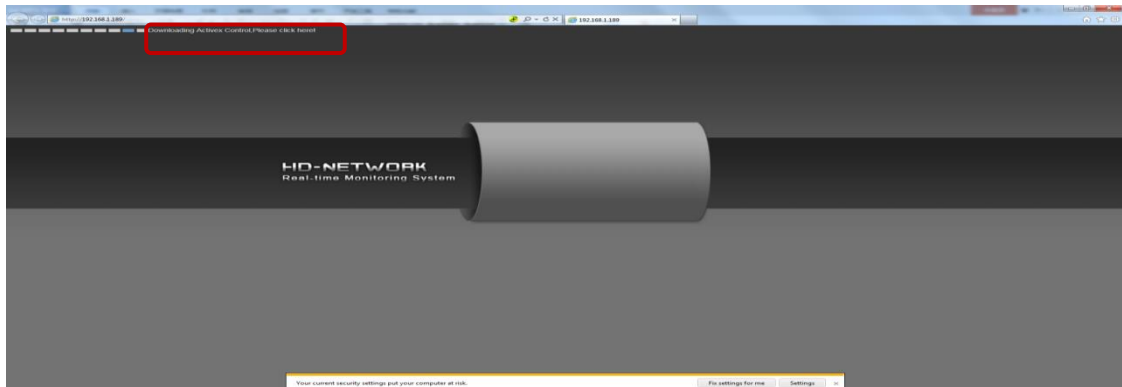 http://192.168.1.189/
192.168.1.189
Downloading Activex Control,Please click here!
HD-NETWORK
Real-time Monitoring System
Your current security settings put your computer at risk.
Fix settings for me
Settings